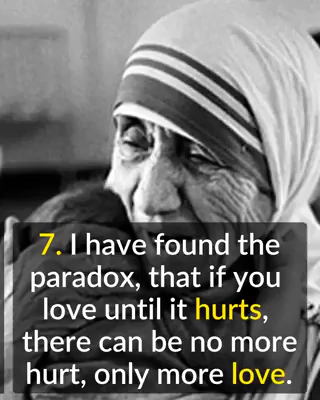 7. I have found the
paradox, that if you
love until it hurts,
there can be no more
hurt, only more love.